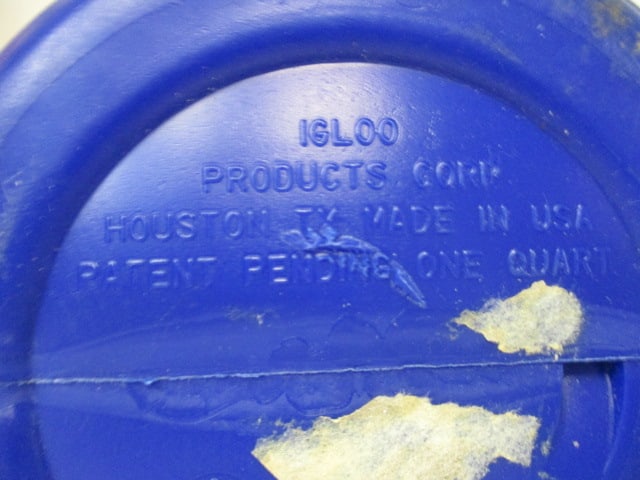 IGLOO
PRODUCTS CORP
HOUSTON TX MADE IN USA
PATENT PENDING ONE QUART